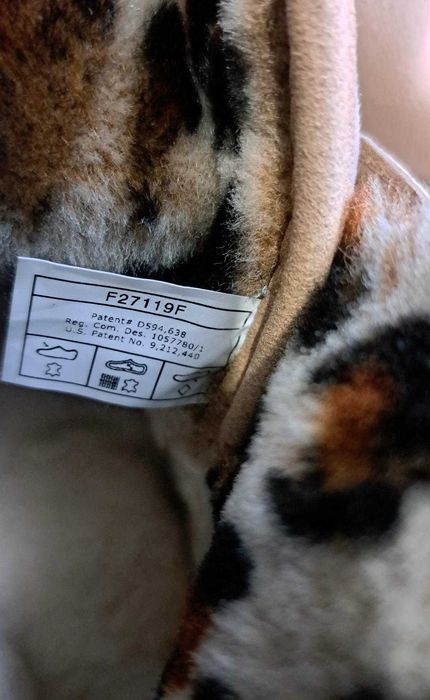 F27119F
Patent# D594,638
Reg. Com. Des. 1057780/1
U.S. Patent No. 9,212,440